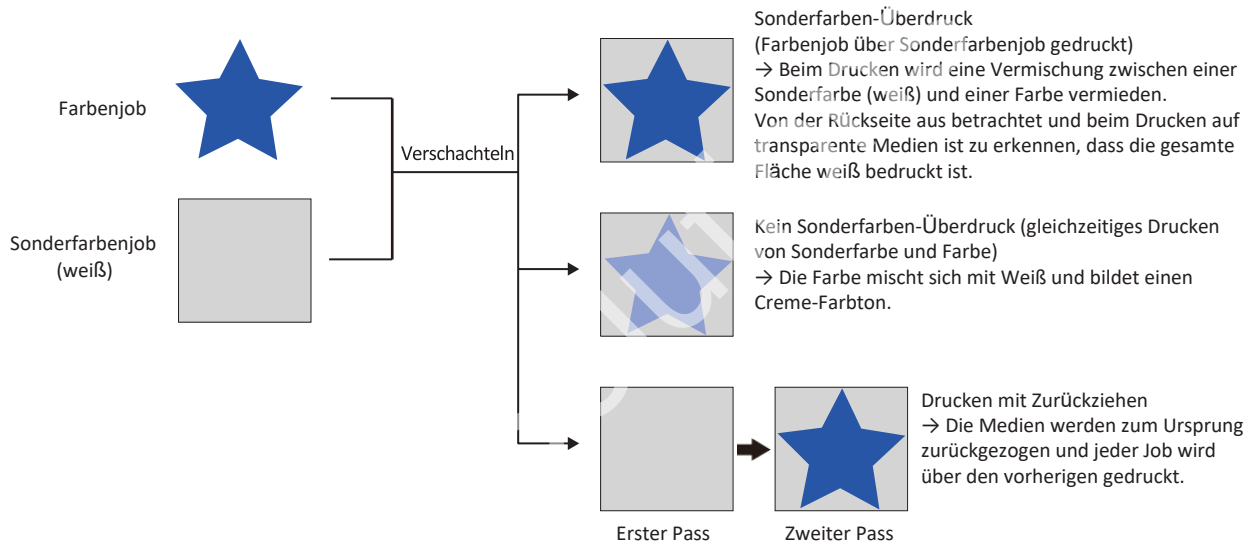 Farbenjob
Sonderfarbenjob
(weiß)
Verschachteln
Sonderfarben-Überdruck
(Farbenjob über Sonderfarbenjob gedruckt)
→ Beim Drucken wird eine Vermischung zwischen einer
Sonderfarbe (weiß) und einer Farbe vermieden.
Von der Rückseite aus betrachtet und beim Drucken auf
transparente Medien ist zu erkennen, dass die gesamte
Fläche weiß bedruckt ist.
Kein Sonderfarben-Überdruck (gleichzeitiges Drucken
von Sonderfarbe und Farbe)
→ Die Farbe mischt sich mit Weiß und bildet einen
Creme-Farbton.
Drucken mit Zurückziehen
→ Die Medien werden zum Ursprung
zurückgezogen und jeder Job wird
über den vorherigen gedruckt.
Erster Pass
Zweiter Pass